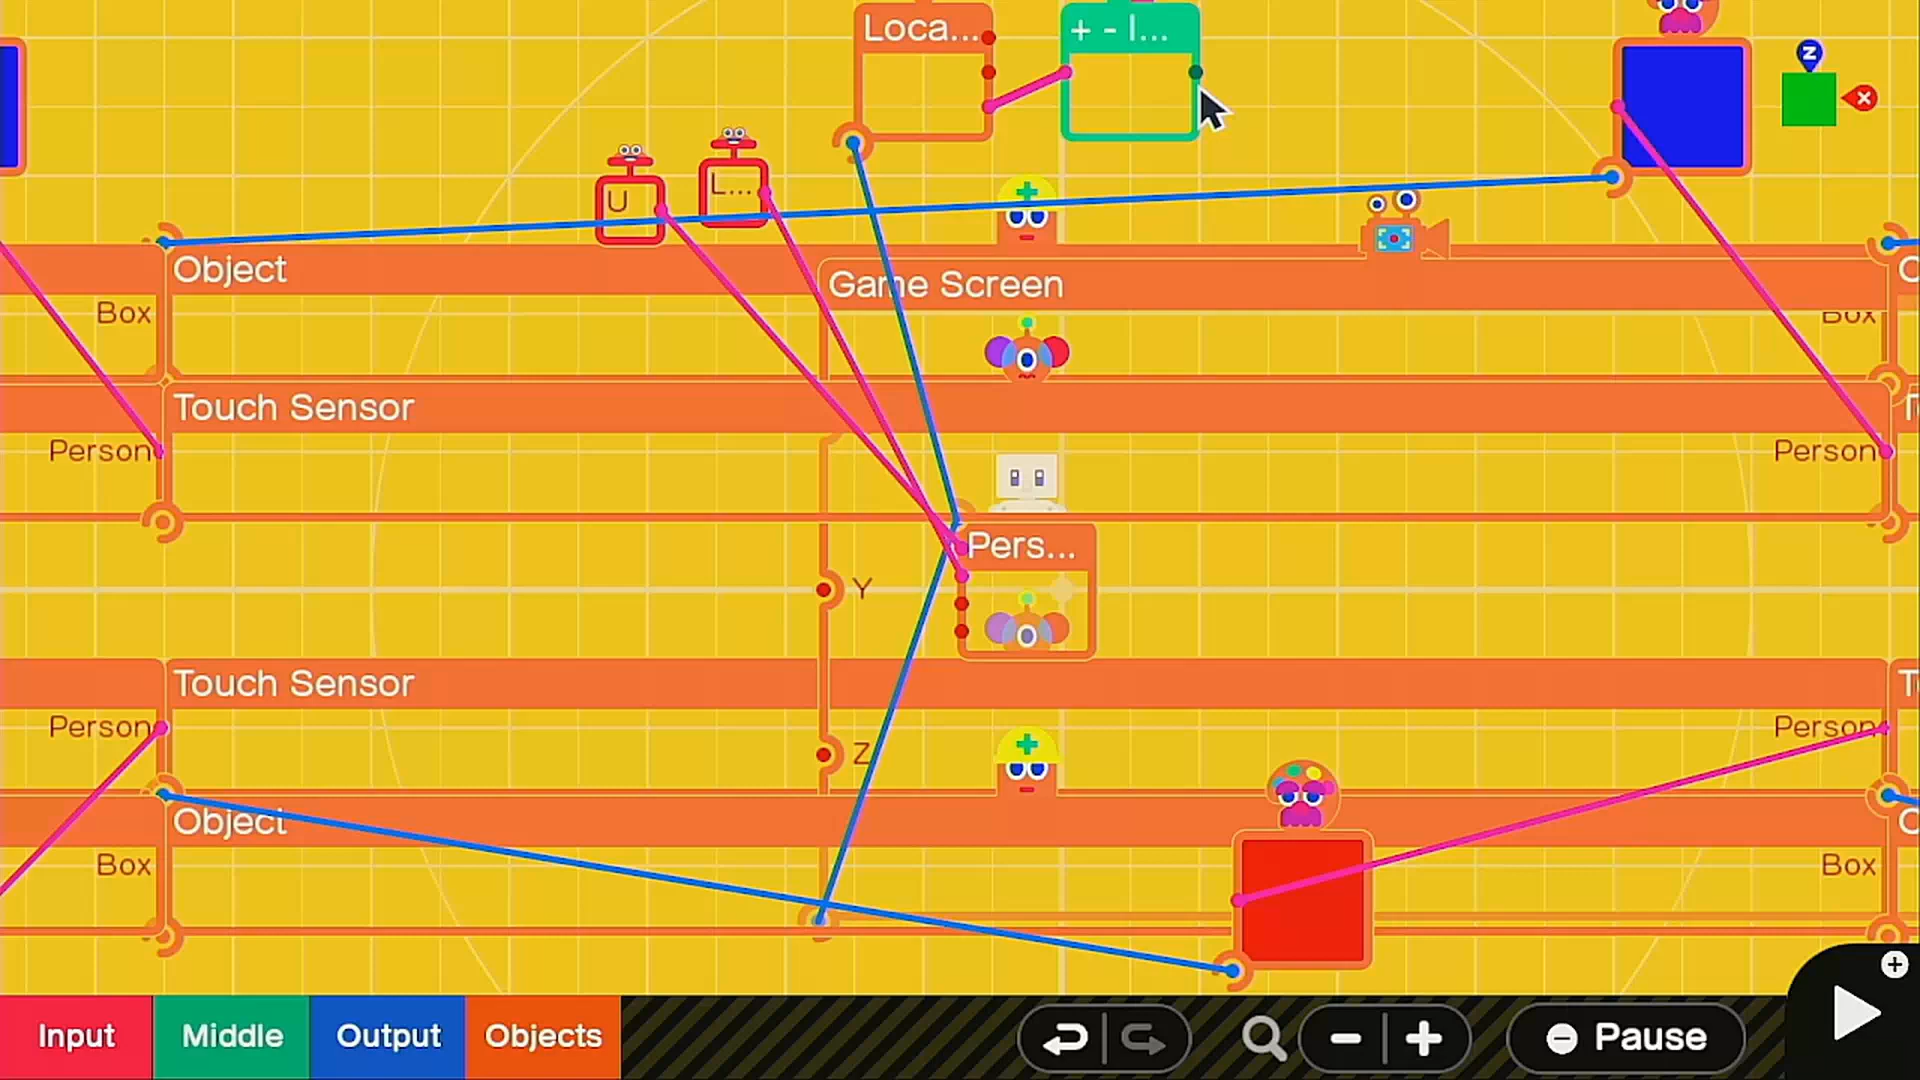 Loca...
+ - I...
Z
X
U
L...
Object
Box
Game Screen
Box
Touch Sensor
Person
Person
Pers...
Y
Touch Sensor
Person
Person
Z
Object
Box
Box
Input
Middle
Output
Objects
Pause